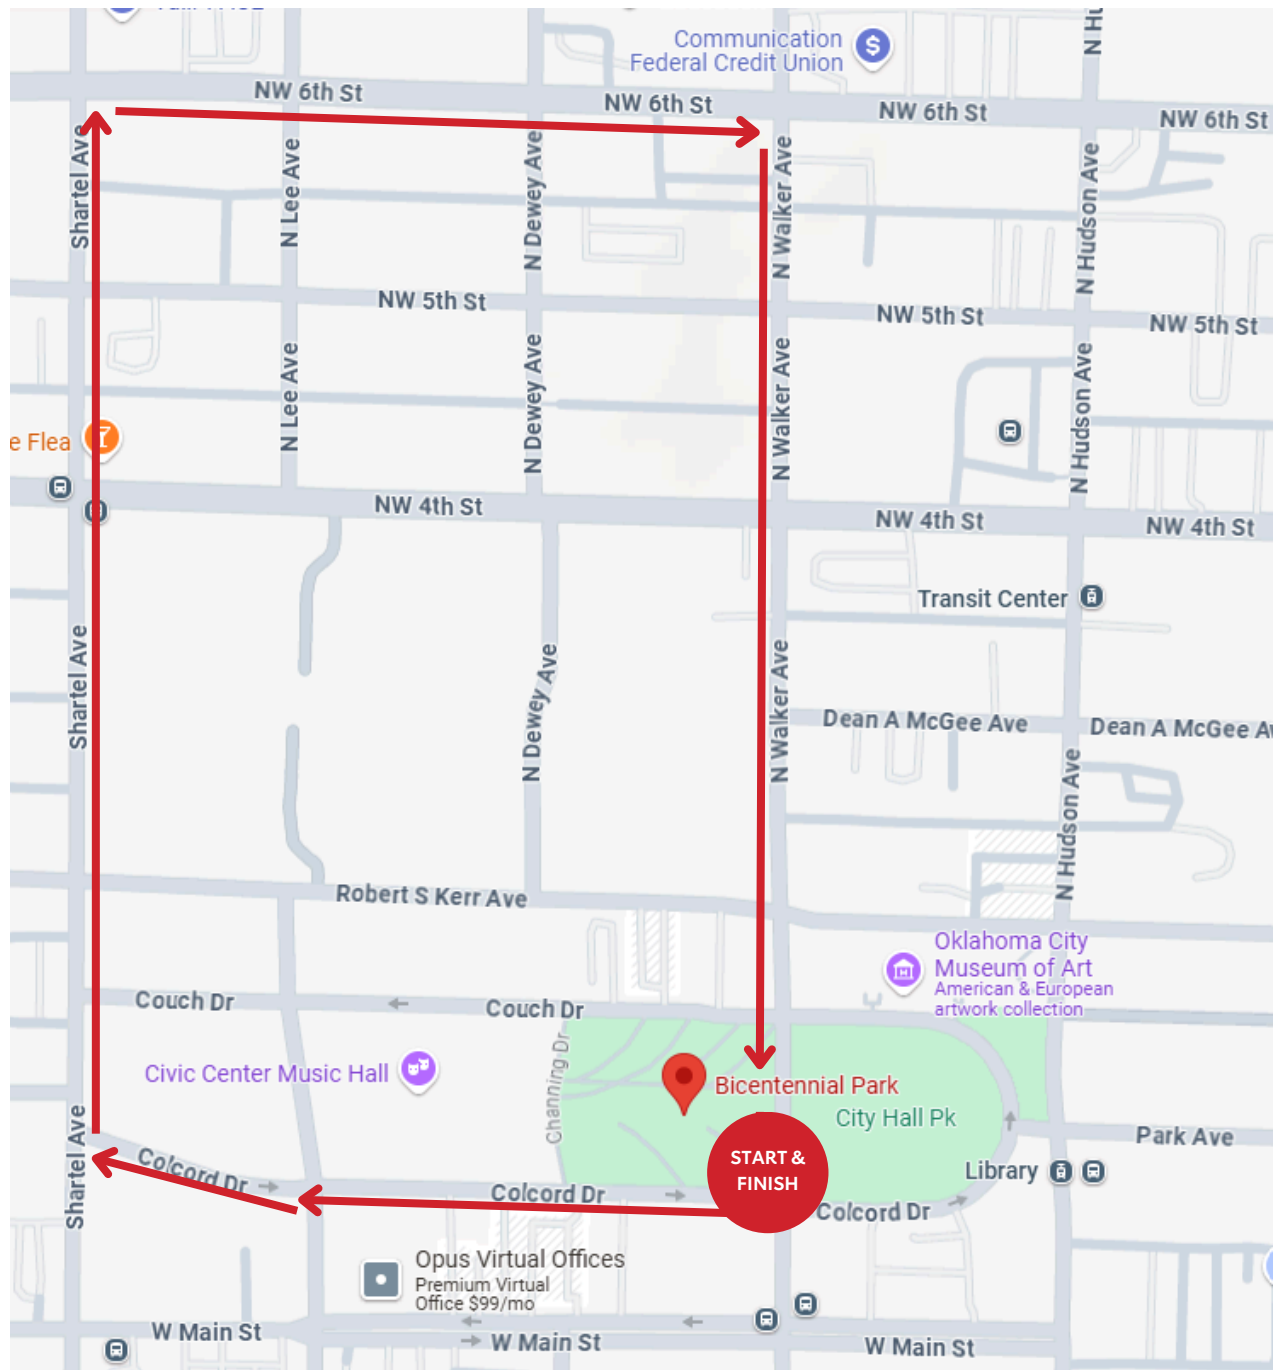 Communication
Federal Credit Union
N Hu
NW 6th St
NW 6th St
NW 6th St
NW 6th St
Shartel Ave
N Lee Ave
N Dewey Ave
N Walker Ave
N Hudson Ave
NW 5th St
NW 5th St
NW 5th St
N Lee Ave
N Dewey Ave
N Walker Ave
N Hudson Ave
e Flea
NW 4th St
NW 4th St
NW 4th St
Transit Center
Shartel Ave
N Dewey Ave
N Walker Ave
Dean A McGee Ave
Dean A McGee Av
N Hudson Ave
Robert S Kerr Ave
Oklahoma City
Museum of Art
American & European
artwork collection
Couch Dr
Couch Dr
Channing Dr
Civic Center Music Hall
Bicentennial Park
City Hall Pk
Park Ave
START &
FINISH
Library
Shartel Ave
Colcord Dr
Colcord Dr
Colcord Dr
Opus Virtual Offices
Premium Virtual
Office $99/mo
W Main St
W Main St
W Main St